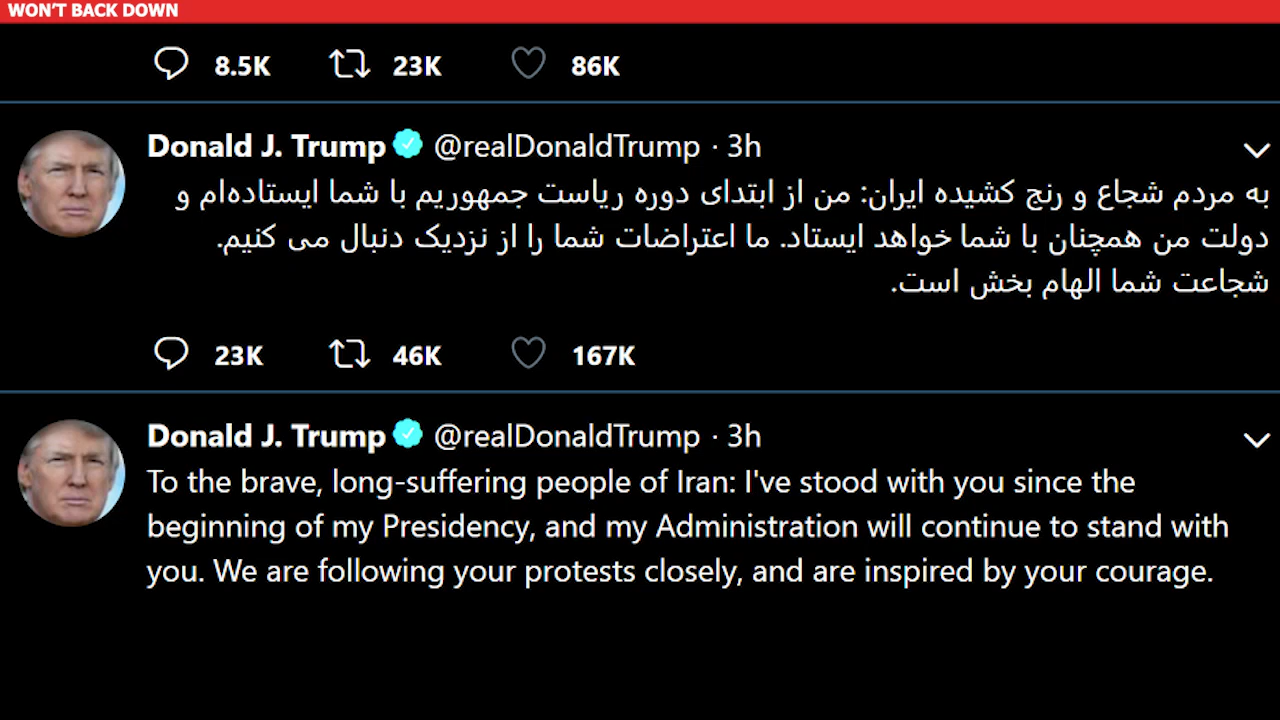 WON'T BACK DOWN
8.5K 23K 86K
Donald J. Trump @realDonaldTrump · 3h
به مردم شجاع و رنج کشیده ایران: من از ابتدای دوره ریاست جمهوریم با شما ایستاده‌ام و
دولت من همچنان با شما خواهد ایستاد. ما اعتراضات شما را از نزدیک دنبال می کنیم.
شجاعت شما الهام بخش است.
23K 46K 167K
Donald J. Trump @realDonaldTrump · 3h
To the brave, long-suffering people of Iran: I've stood with you since the
beginning of my Presidency, and my Administration will continue to stand with
you. We are following your protests closely, and are inspired by your courage.